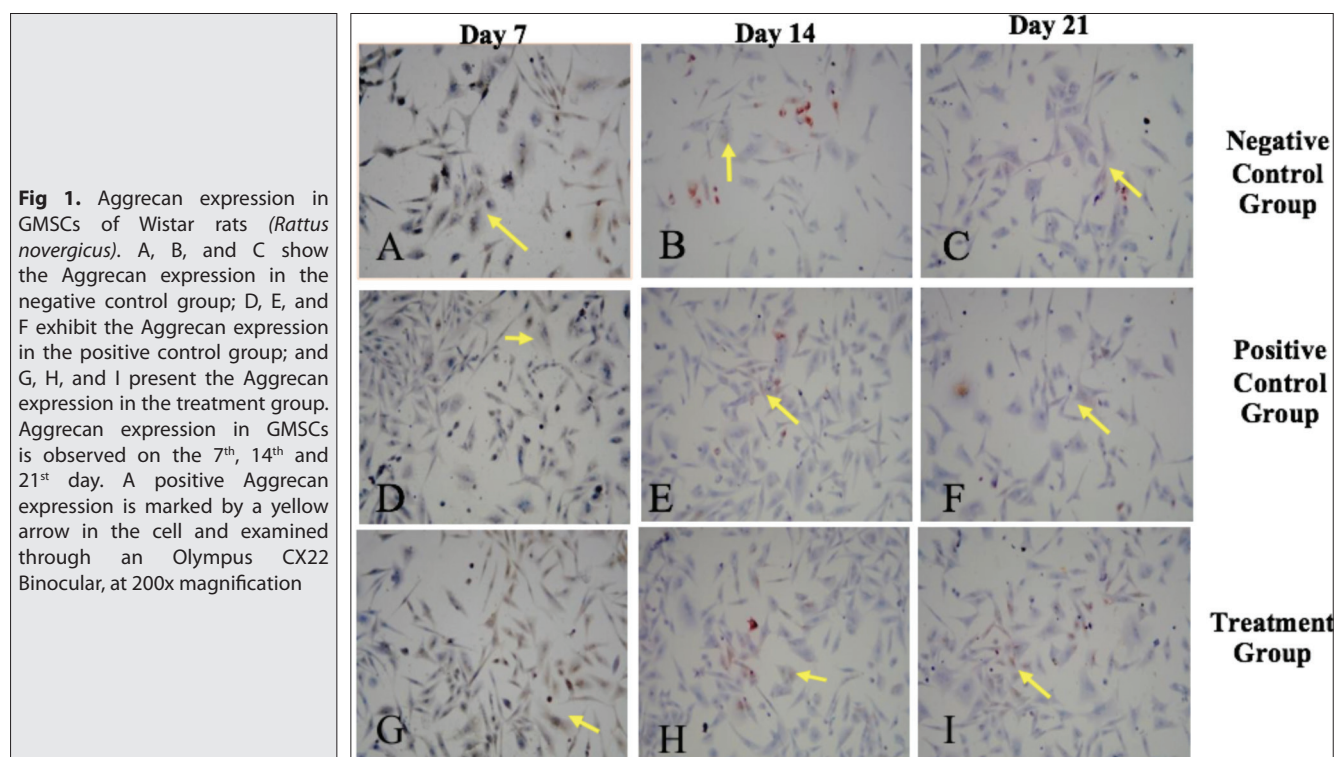 Fig 1. Aggrecan expression in
GMSCs of Wistar rats (Rattus
novergicus). A, B, and C show
the Aggrecan expression in the
negative control group; D, E, and
F exhibit the Aggrecan expression
in the positive control group; and
G, H, and I present the Aggrecan
expression in the treatment group.
Aggrecan expression in GMSCs
is observed on the 7th, 14th and
21st day. A positive Aggrecan
expression is marked by a yellow
arrow in the cell and examined
through an Olympus CX22
Binocular, at 200x magnification
Day 7
Day 14
Day 21
A
B
C
Negative
Control
Group
D
E
F
Positive
Control
Group
G
H
I
Treatment
Group